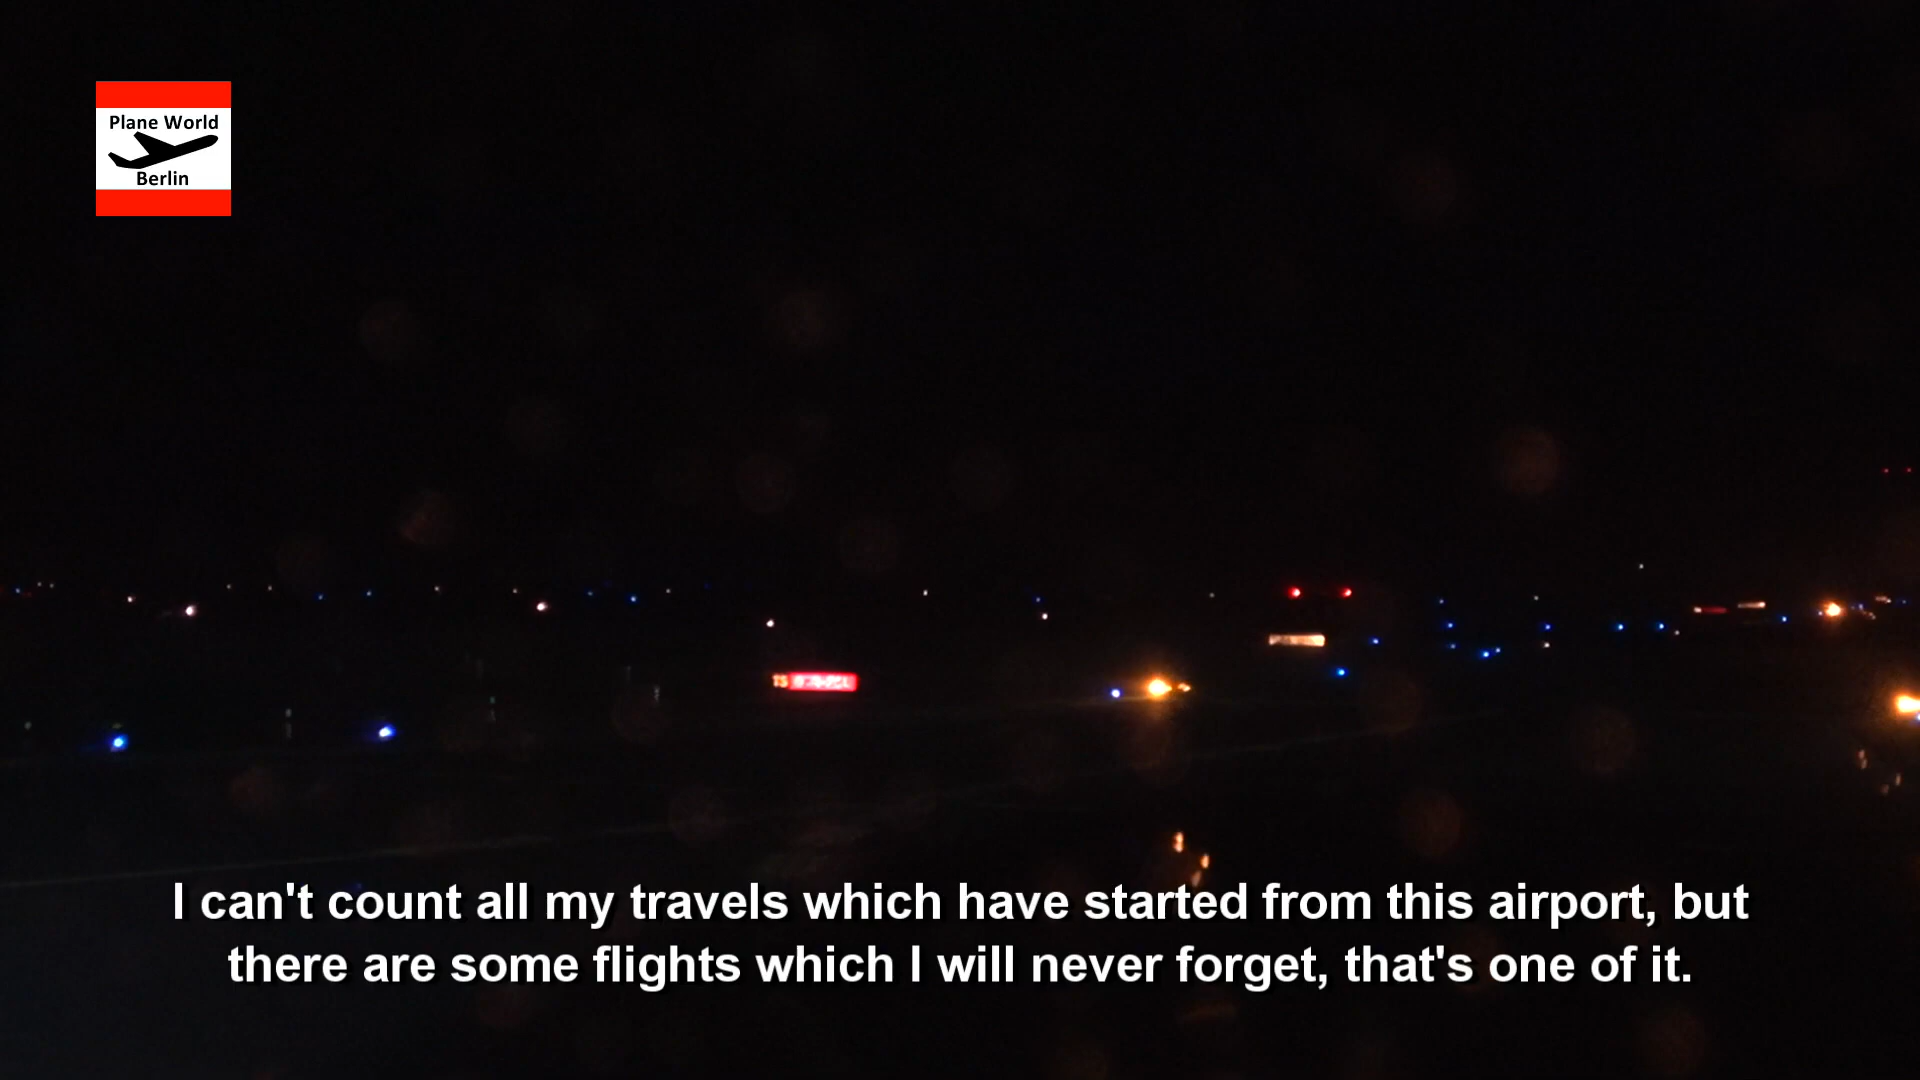 Plane World
Berlin
I can't count all my travels which have started from this airport, but
there are some flights which I will never forget, that's one of it.